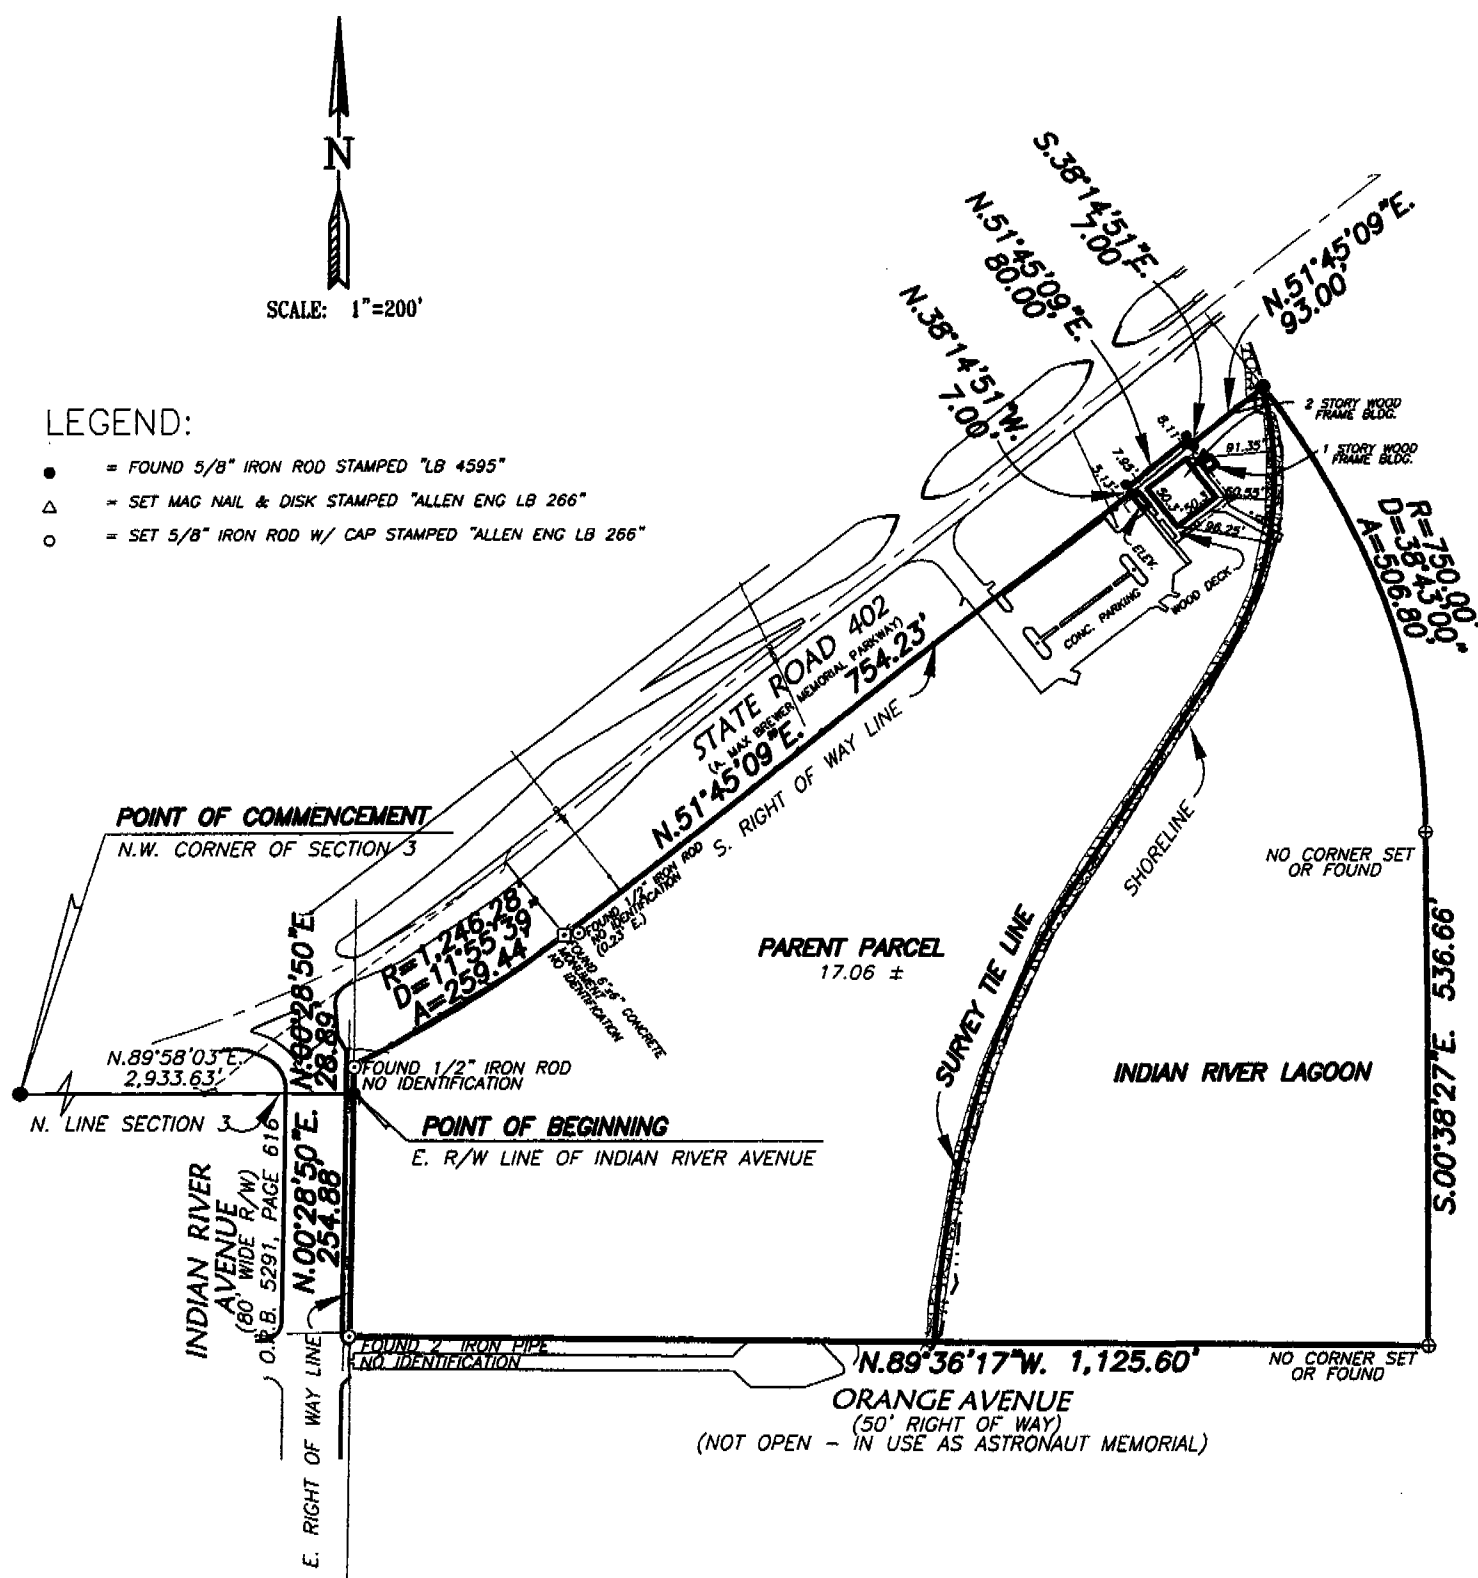 N
SCALE: 1"=200'
LEGEND:
= FOUND 5/8" IRON ROD STAMPED "LB 4595"
= SET MAG NAIL & DISK STAMPED "ALLEN ENG LB 266"
= SET 5/8" IRON ROD W/ CAP STAMPED "ALLEN ENG LB 266"
S.38°14'51"E.
7.00'
N.51°45'09"E.
80.00'
N.38°14'51"W.
7.00'
N.51°45'09"E.
93.00'
2 STORY WOOD
FRAME BLDG.
1 STORY WOOD
FRAME BLDG.
8.11'
7.95'
5.13'
91.35'
96.25'
ELEV.
WOOD DECK
CONC. PARKING
R=750.00'
D=38°43'00"
A=506.80'
STATE ROAD 402
(A. MAX BREWER MEMORIAL PARKWAY)
N.51°45'09"E. 754.23'
S. RIGHT OF WAY LINE
POINT OF COMMENCEMENT
N.W. CORNER OF SECTION 3
R=1,246.28'
D=11°55'39"
A=259.44'
FOUND 1/2" IRON ROD
NO IDENTIFICATION
(0.23' E.)
FOUND 6"x6" CONCRETE
MONUMENT
NO IDENTIFICATION
SHORELINE
NO CORNER SET
OR FOUND
PARENT PARCEL
17.06 ±
SURVEY TIE LINE
INDIAN RIVER LAGOON
S.00°38'27"E. 536.66'
N.00°28'50"E.
28.89'
N.89°58'03"E.
2,933.63'
N. LINE SECTION 3
FOUND 1/2" IRON ROD
NO IDENTIFICATION
POINT OF BEGINNING
E. R/W LINE OF INDIAN RIVER AVENUE
INDIAN RIVER
AVENUE
(80' WIDE R/W)
O.R.B. 5291, PAGE 616
N.00°28'50"E.
254.88'
E. RIGHT OF WAY LINE
FOUND 2" IRON PIPE
NO IDENTIFICATION
N.89°36'17"W. 1,125.60'
NO CORNER SET
OR FOUND
ORANGE AVENUE
(50' RIGHT OF WAY)
(NOT OPEN - IN USE AS ASTRONAUT MEMORIAL)